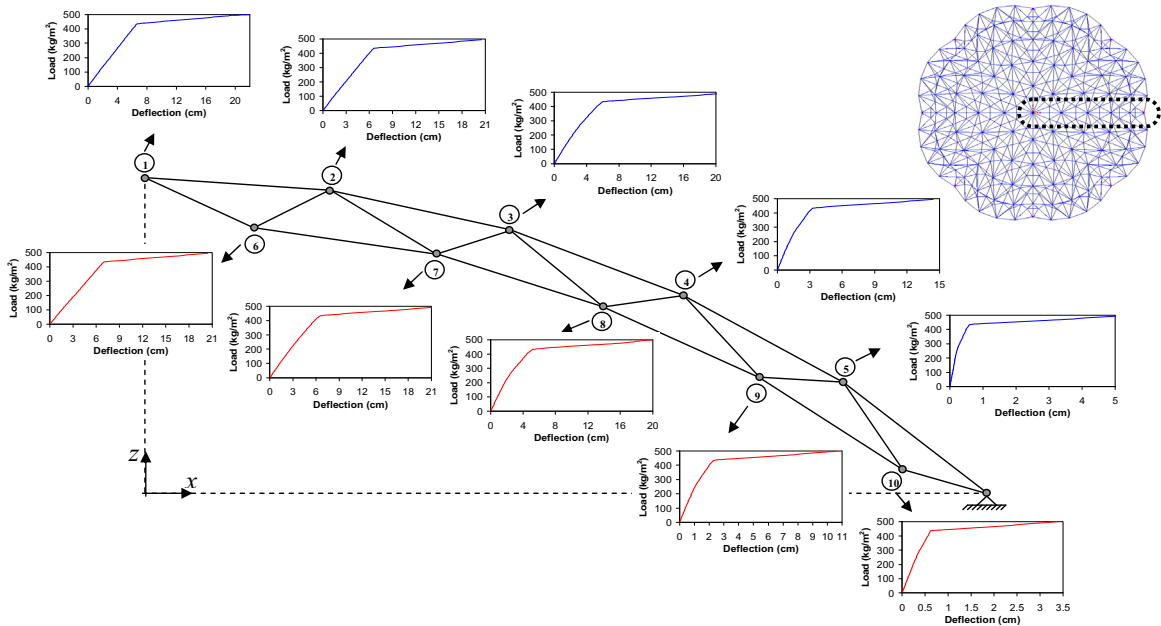 Load (kg/m²)
500
400
300
200
100
0
0 4 8 12 16 20
Deflection (cm)
Load (kg/m²)
500
400
300
200
100
0
0 3 6 9 12 15 18 21
Deflection (cm)
Load (kg/m²)
500
400
300
200
100
0
0 4 8 12 16 20
Deflection (cm)
1
2
3
Load (kg/m²)
500
400
300
200
100
0
0 3 6 9 12 15
Deflection (cm)
6
7
4
Load (kg/m²)
500
400
300
200
100
0
0 3 6 9 12 15 18 21
Deflection (cm)
Load (kg/m²)
500
400
300
200
100
0
0 3 6 9 12 15 18 21
Deflection (cm)
8
Load (kg/m²)
500
400
300
200
100
0
0 4 8 12 16 20
Deflection (cm)
5
Load (kg/m²)
500
400
300
200
100
0
0 1 2 3 4 5
Deflection (cm)
9
z
x
Load (kg/m²)
500
400
300
200
100
0
0 1 2 3 4 5 6 7 8 9 10 11
Deflection (cm)
10
Load (kg/m²)
500
400
300
200
100
0
0 0.5 1 1.5 2 2.5 3 3.5
Deflection (cm)